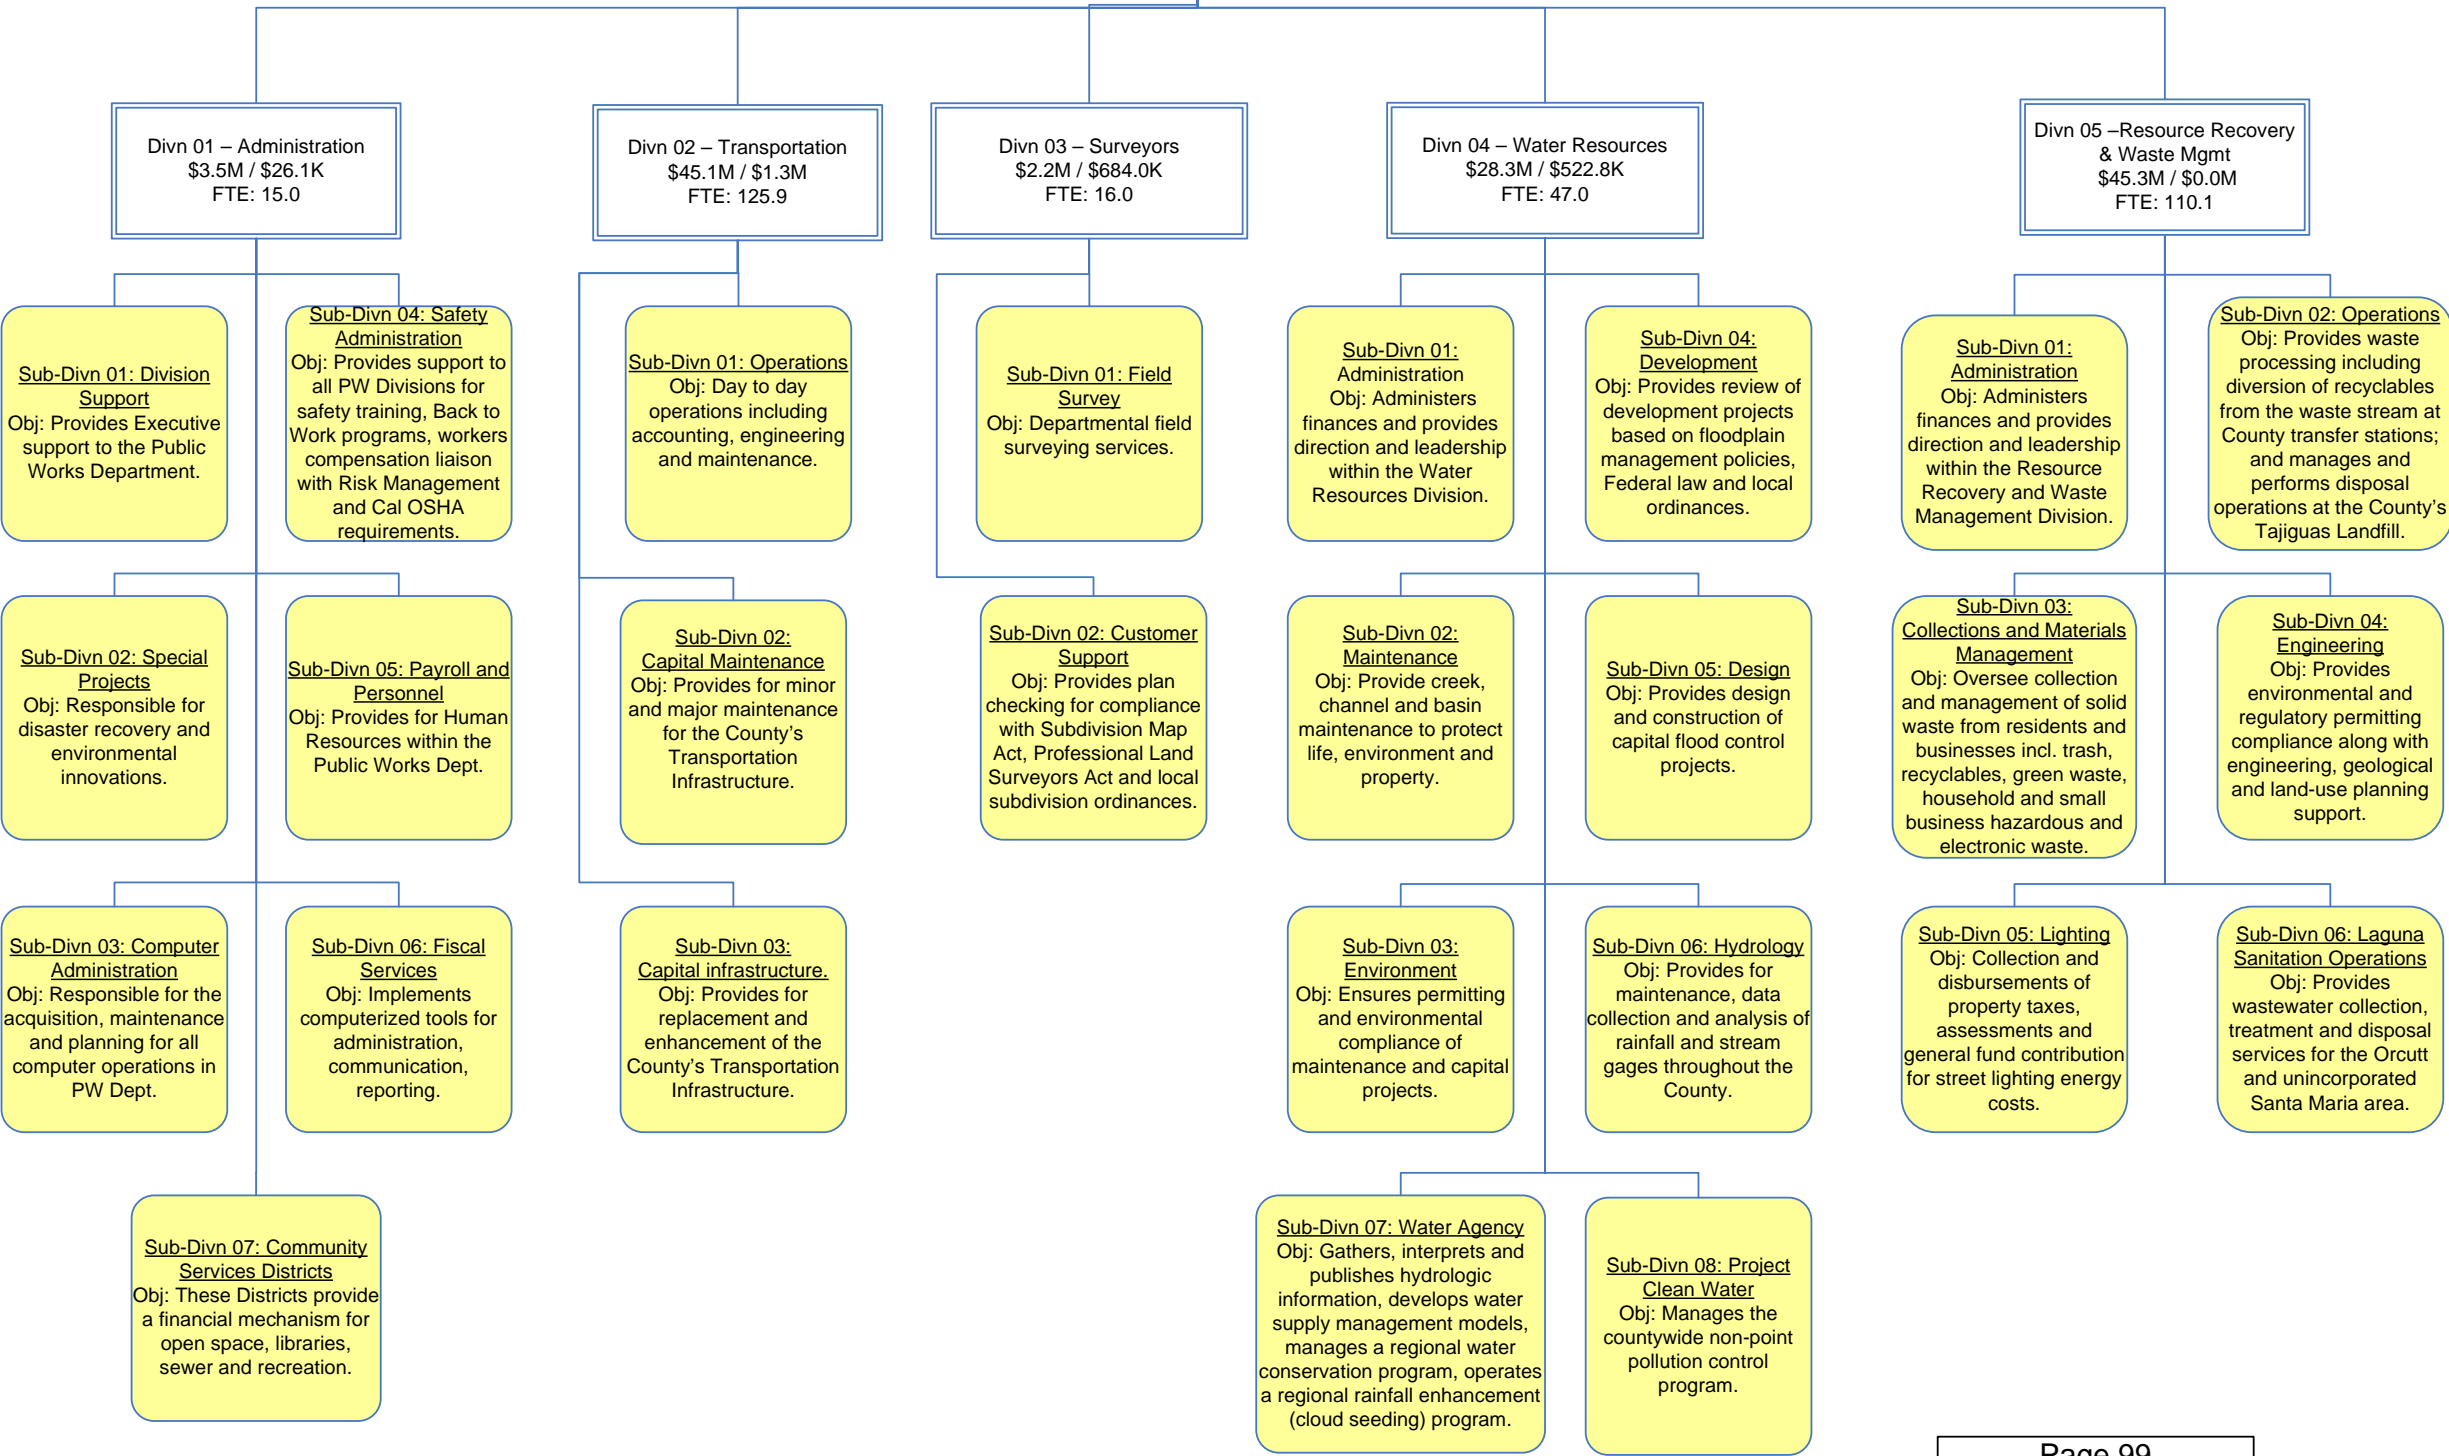 Divn 01 – Administration
$3.5M / $26.1K
FTE: 15.0
Divn 02 – Transportation
$45.1M / $1.3M
FTE: 125.9
Divn 03 – Surveyors
$2.2M / $684.0K
FTE: 16.0
Divn 04 – Water Resources
$28.3M / $522.8K
FTE: 47.0
Divn 05 –Resource Recovery
& Waste Mgmt
$45.3M / $0.0M
FTE: 110.1
Sub-Divn 01: Division
Support
Obj: Provides Executive
support to the Public
Works Department.
Sub-Divn 04: Safety
Administration
Obj: Provides support to
all PW Divisions for
safety training, Back to
Work programs, workers
compensation liaison
with Risk Management
and Cal OSHA
requirements.
Sub-Divn 01: Operations
Obj: Day to day
operations including
accounting, engineering
and maintenance.
Sub-Divn 01: Field
Survey
Obj: Departmental field
surveying services.
Sub-Divn 01:
Administration
Obj: Administers
finances and provides
direction and leadership
within the Water
Resources Division.
Sub-Divn 04:
Development
Obj: Provides review of
development projects
based on floodplain
management policies,
Federal law and local
ordinances.
Sub-Divn 01:
Administration
Obj: Administers
finances and provides
direction and leadership
within the Resource
Recovery and Waste
Management Division.
Sub-Divn 02: Operations
Obj: Provides waste
processing including
diversion of recyclables
from the waste stream at
County transfer stations;
and manages and
performs disposal
operations at the County’s
Tajiguas Landfill.
Sub-Divn 02: Special
Projects
Obj: Responsible for
disaster recovery and
environmental
innovations.
Sub-Divn 05: Payroll and
Personnel
Obj: Provides for Human
Resources within the
Public Works Dept.
Sub-Divn 02:
Capital Maintenance
Obj: Provides for minor
and major maintenance
for the County’s
Transportation
Infrastructure.
Sub-Divn 02: Customer
Support
Obj: Provides plan
checking for compliance
with Subdivision Map
Act, Professional Land
Surveyors Act and local
subdivision ordinances.
Sub-Divn 02:
Maintenance
Obj: Provide creek,
channel and basin
maintenance to protect
life, environment and
property.
Sub-Divn 05: Design
Obj: Provides design
and construction of
capital flood control
projects.
Sub-Divn 03:
Collections and Materials
Management
Obj: Oversee collection
and management of solid
waste from residents and
businesses incl. trash,
recyclables, green waste,
household and small
business hazardous and
electronic waste.
Sub-Divn 04:
Engineering
Obj: Provides
environmental and
regulatory permitting
compliance along with
engineering, geological
and land-use planning
support.
Sub-Divn 03: Computer
Administration
Obj: Responsible for the
acquisition, maintenance
and planning for all
computer operations in
PW Dept.
Sub-Divn 06: Fiscal
Services
Obj: Implements
computerized tools for
administration,
communication,
reporting.
Sub-Divn 03:
Capital infrastructure.
Obj: Provides for
replacement and
enhancement of the
County’s Transportation
Infrastructure.
Sub-Divn 03:
Environment
Obj: Ensures permitting
and environmental
compliance of
maintenance and capital
projects.
Sub-Divn 06: Hydrology
Obj: Provides for
maintenance, data
collection and analysis of
rainfall and stream
gages throughout the
County.
Sub-Divn 05: Lighting
Obj: Collection and
disbursements of
property taxes,
assessments and
general fund contribution
for street lighting energy
costs.
Sub-Divn 06: Laguna
Sanitation Operations
Obj: Provides
wastewater collection,
treatment and disposal
services for the Orcutt
and unincorporated
Santa Maria area.
Sub-Divn 07: Community
Services Districts
Obj: These Districts provide
a financial mechanism for
open space, libraries,
sewer and recreation.
Sub-Divn 07: Water Agency
Obj: Gathers, interprets and
publishes hydrologic
information, develops water
supply management models,
manages a regional water
conservation program, operates
a regional rainfall enhancement
(cloud seeding) program.
Sub-Divn 08: Project
Clean Water
Obj: Manages the
countywide non-point
pollution control
program.
Page 99